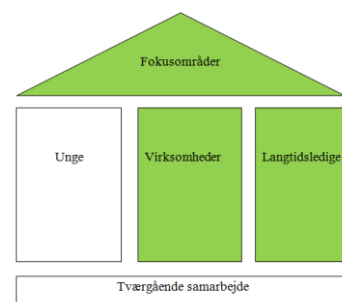 Fokusområder
Unge
Virksomheder
Langtidsledige
Tværgående samarbejde